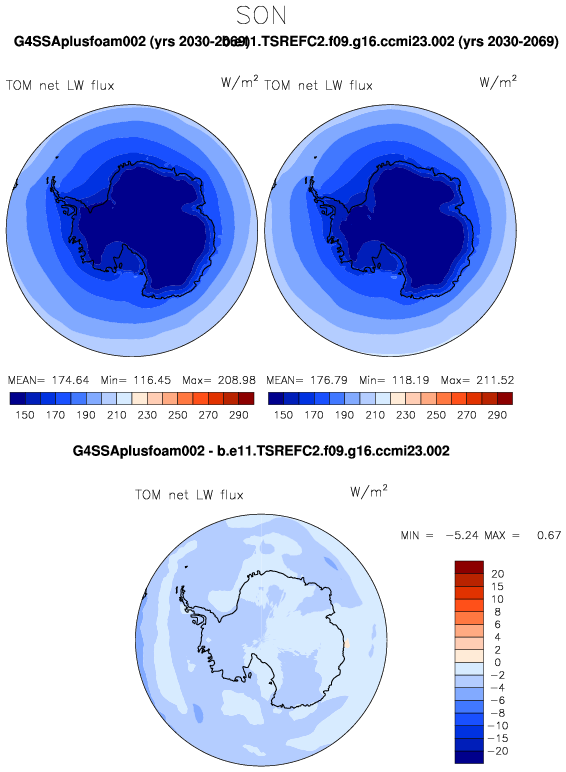 SON
G4SSAplusfoam002 (yrs 2030-2069)
b.e11.TSREFC2.f09.g16.ccmi23.002 (yrs 2030-2069)
TOM net LW flux W/m²
TOM net LW flux W/m²
MEAN= 174.64 Min= 116.45 Max= 208.98
MEAN= 176.79 Min= 118.19 Max= 211.52
150 170 190 210 230 250 270 290
150 170 190 210 230 250 270 290
G4SSAplusfoam002 - b.e11.TSREFC2.f09.g16.ccmi23.002
TOM net LW flux W/m²
MIN = -5.24 MAX = 0.67
20
15
10
8
6
4
2
0
-2
-4
-6
-8
-10
-15
-20